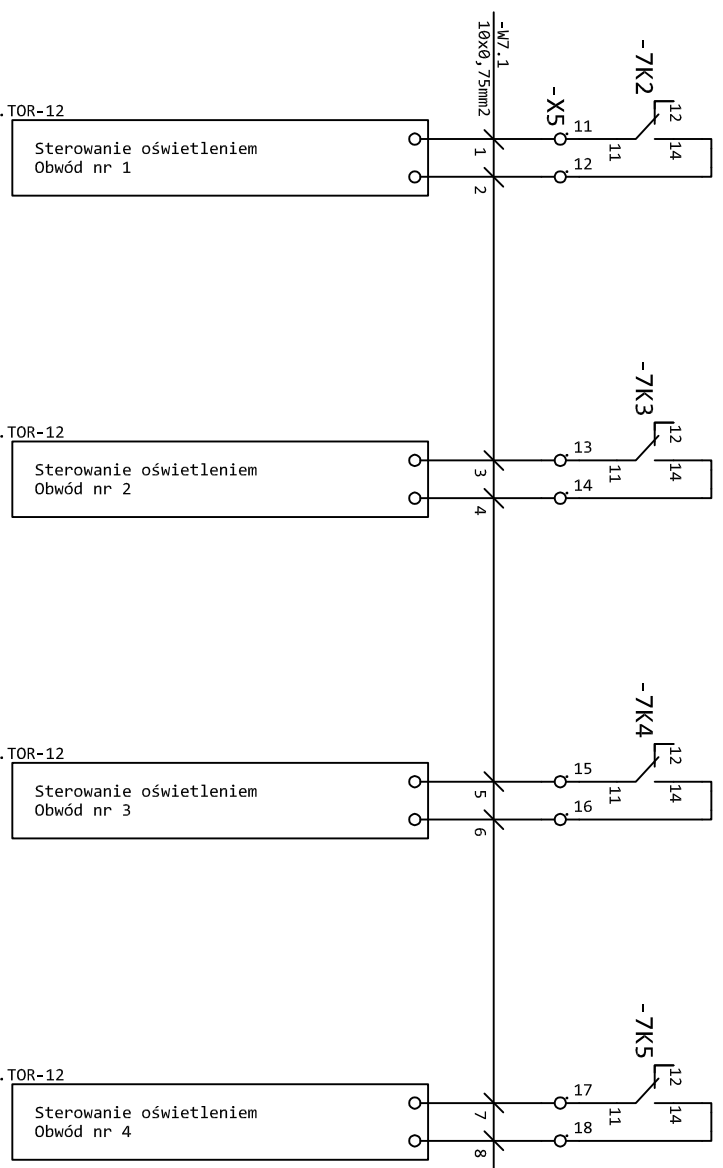 -W7.1
10x0,75mm2
-X5
-7K2
12
11
14
11
12
.TOR-12
Sterowanie oświetleniem
Obwód nr 1
1
2
-7K3
12
11
14
13
14
.TOR-12
Sterowanie oświetleniem
Obwód nr 2
3
4
-7K4
12
11
14
15
16
.TOR-12
Sterowanie oświetleniem
Obwód nr 3
5
6
-7K5
12
11
14
17
18
.TOR-12
Sterowanie oświetleniem
Obwód nr 4
7
8